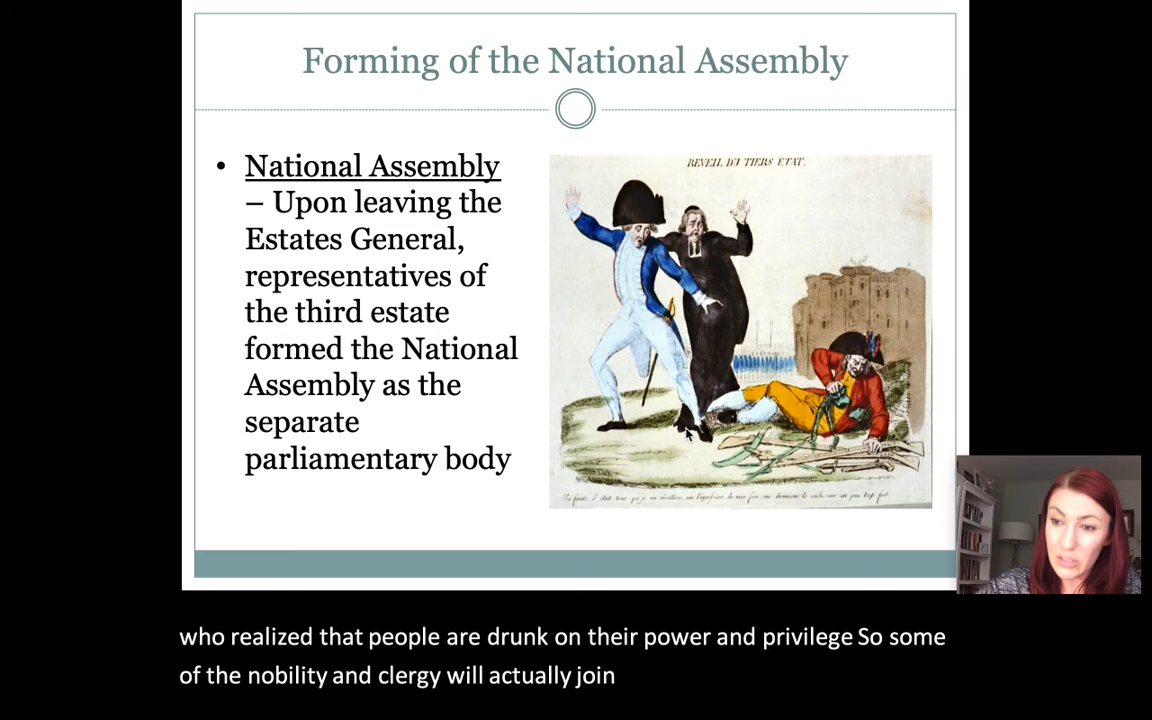 Forming of the National Assembly
• National Assembly
– Upon leaving the
Estates General,
representatives of
the third estate
formed the National
Assembly as the
separate
parliamentary body
REVEIL DU TIERS ETAT.
who realized that people are drunk on their power and privilege So some
of the nobility and clergy will actually join